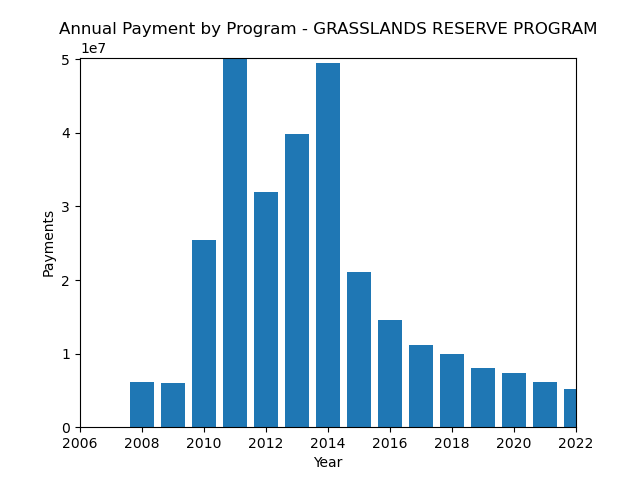 Annual Payment by Program - GRASSLANDS RESERVE PROGRAM
1e7
5
4
3
2
1
0
Payments
2006 2008 2010 2012 2014 2016 2018 2020 2022
Year